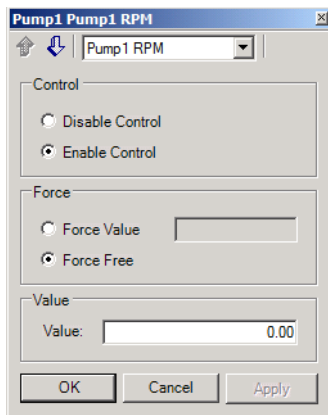 Pump1 Pump1 RPM
Pump1 RPM
Control
Disable Control
Enable Control
Force
Force Value
Force Free
Value
Value: 0.00
OK Cancel Apply